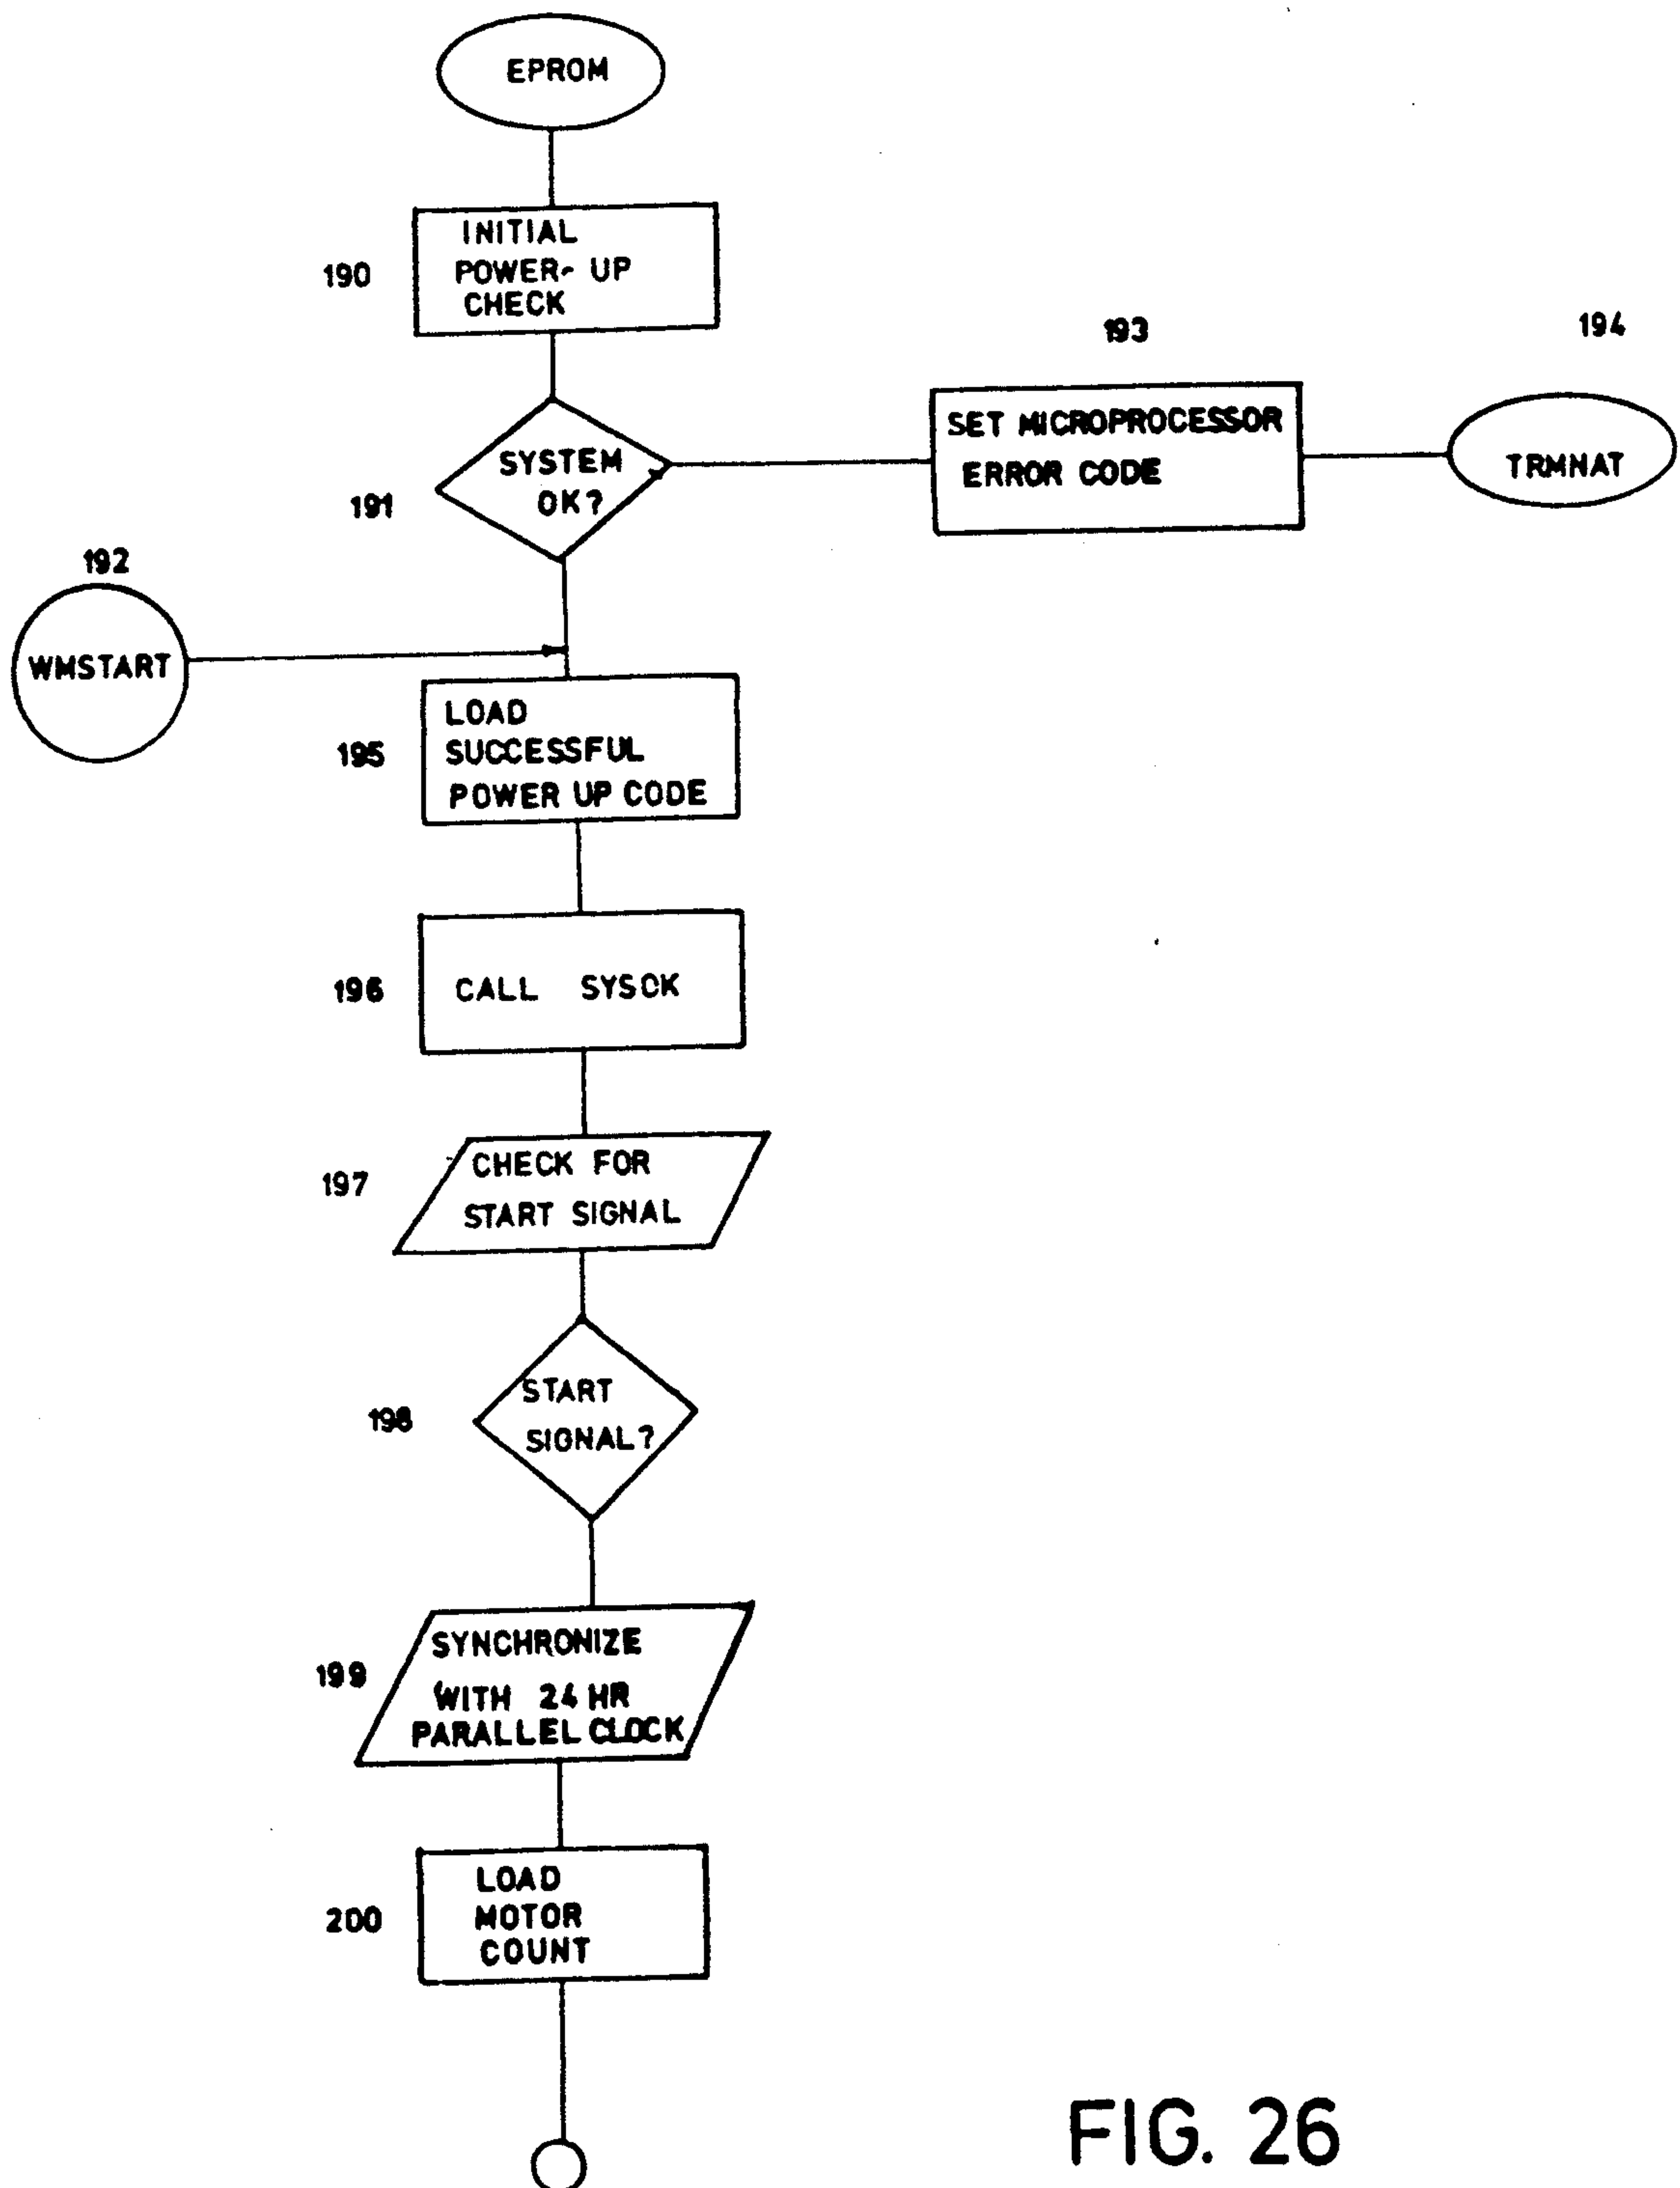 EPROM
190
INITIAL
POWER- UP
CHECK
191
SYSTEM
OK?
193
SET MICROPROCESSOR
ERROR CODE
194
TRMNAT
192
WMSTART
195
LOAD
SUCCESSFUL
POWER UP CODE
196
CALL SYSOK
197
CHECK FOR
START SIGNAL
198
START
SIGNAL?
199
SYNCHRONIZE
WITH 24 HR
PARALLEL CLOCK
200
LOAD
MOTOR
COUNT
FIG. 26